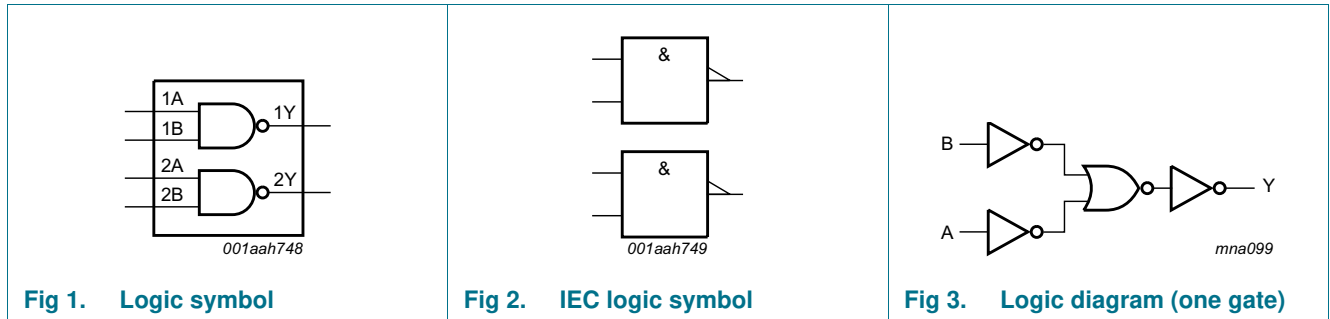 1A
1B
1Y
2A
2B
2Y
001aah748
Fig 1. Logic symbol
&
&
001aah749
Fig 2. IEC logic symbol
B
A
Y
mna099
Fig 3. Logic diagram (one gate)